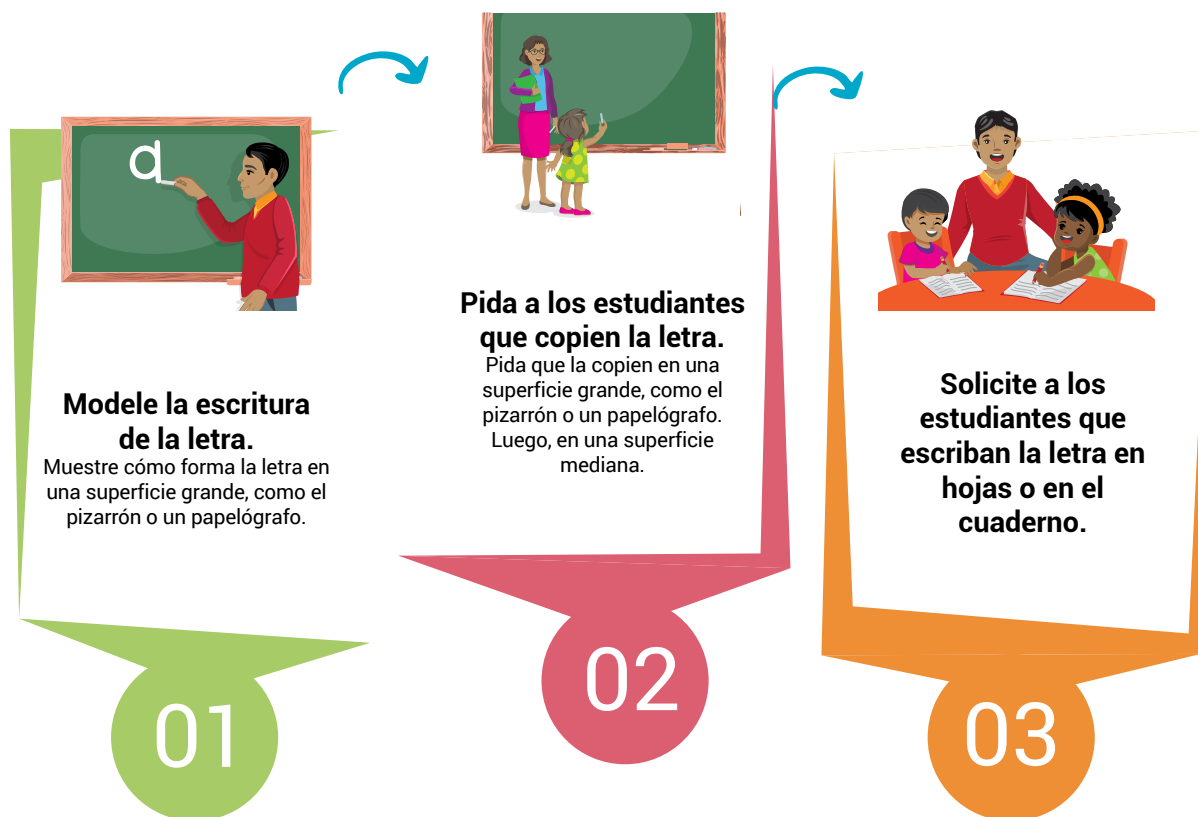 d
Modele la escritura
de la letra.
Muestre cómo forma la letra en
una superficie grande, como el
pizarrón o un papelógrafo.
01
Pida a los estudiantes
que copien la letra.
Pida que la copien en una
superficie grande, como el
pizarrón o un papelógrafo.
Luego, en una superficie
mediana.
02
Solicite a los
estudiantes que
escriban la letra en
hojas o en el
cuaderno.
03